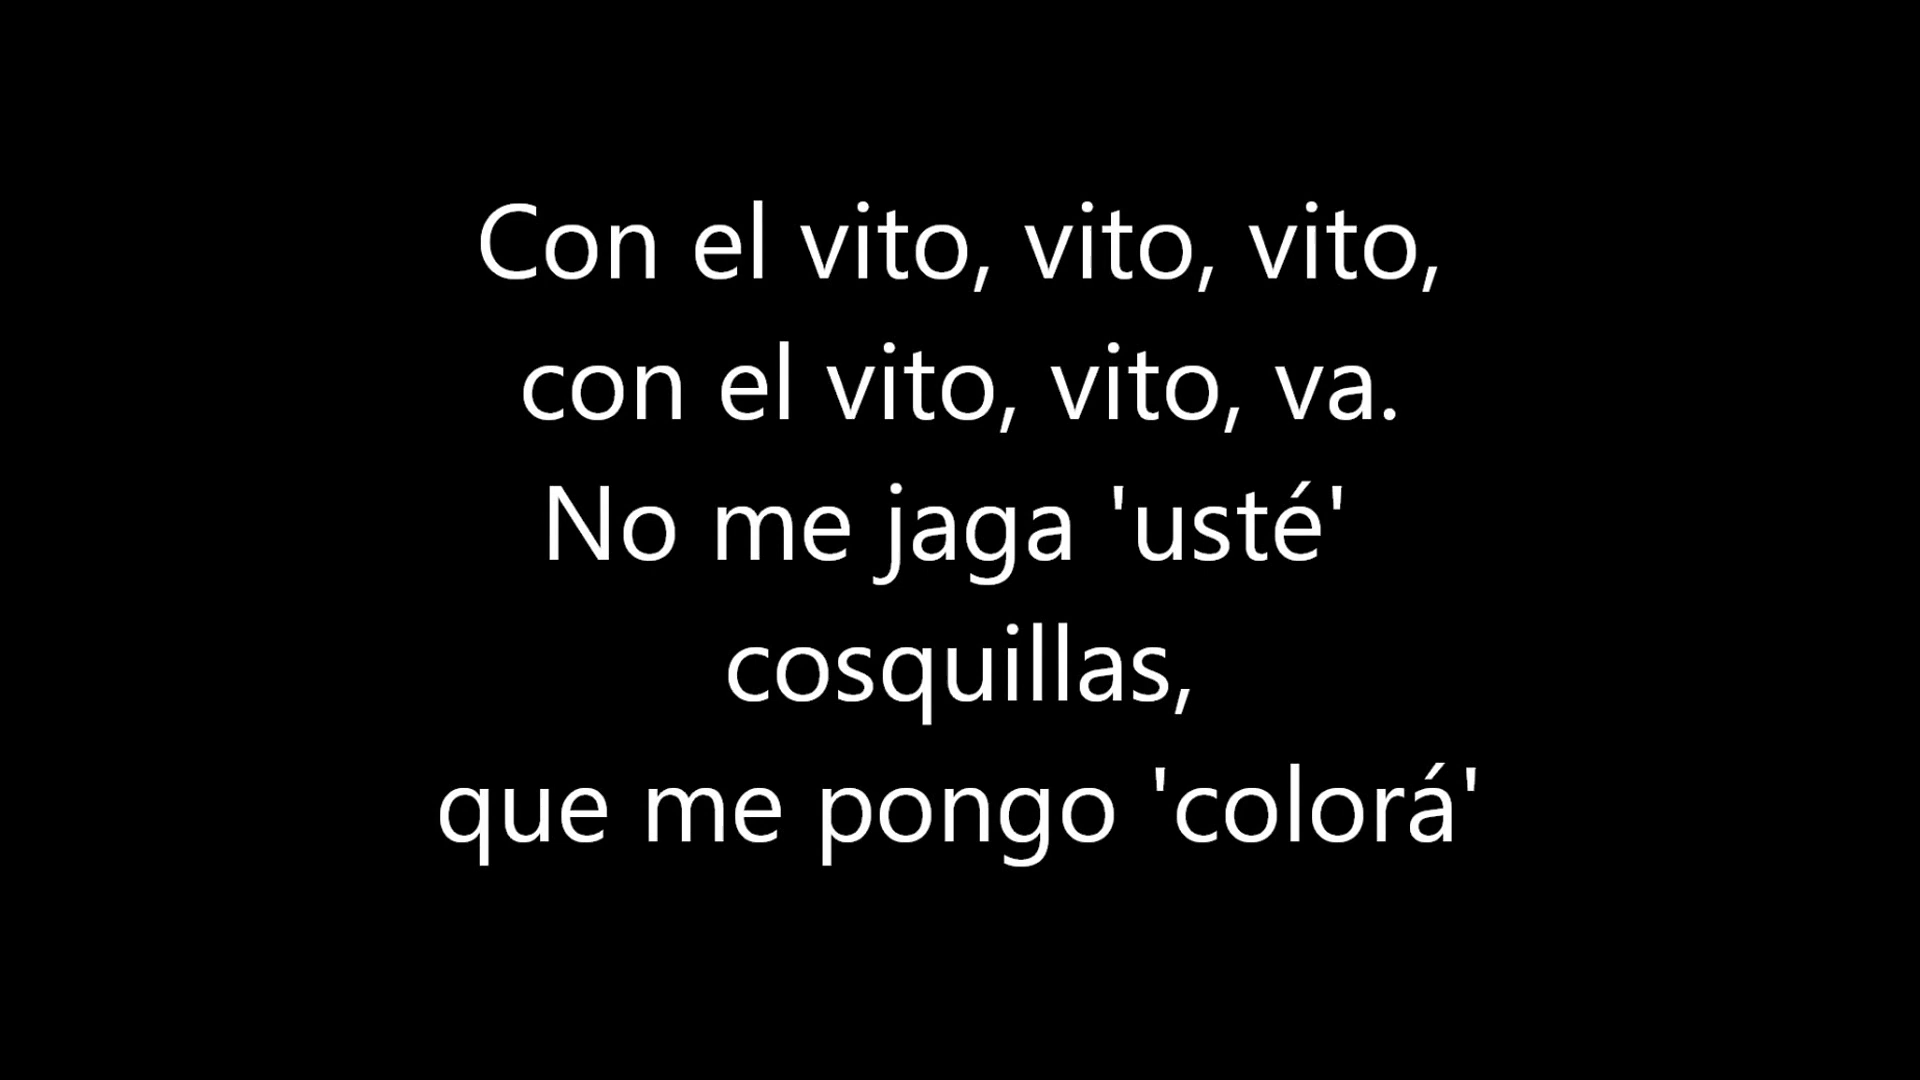 Con el vito, vito, vito,
con el vito, vito, va.
No me jaga 'usté'
cosquillas,
que me pongo 'colorá'